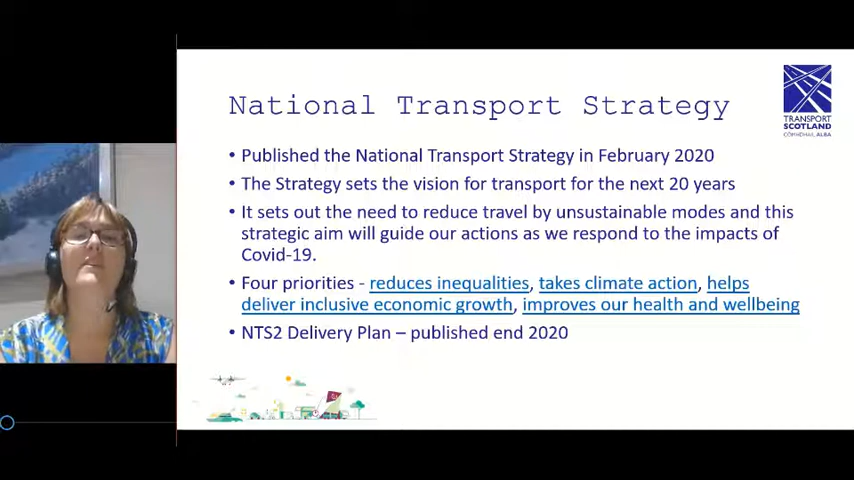 National Transport Strategy
TRANSPORT
SCOTLAND
CÒMHDHAIL ALBA
• Published the National Transport Strategy in February 2020
• The Strategy sets the vision for transport for the next 20 years
• It sets out the need to reduce travel by unsustainable modes and this
strategic aim will guide our actions as we respond to the impacts of
Covid-19.
• Four priorities - reduces inequalities, takes climate action, helps
deliver inclusive economic growth, improves our health and wellbeing
• NTS2 Delivery Plan – published end 2020